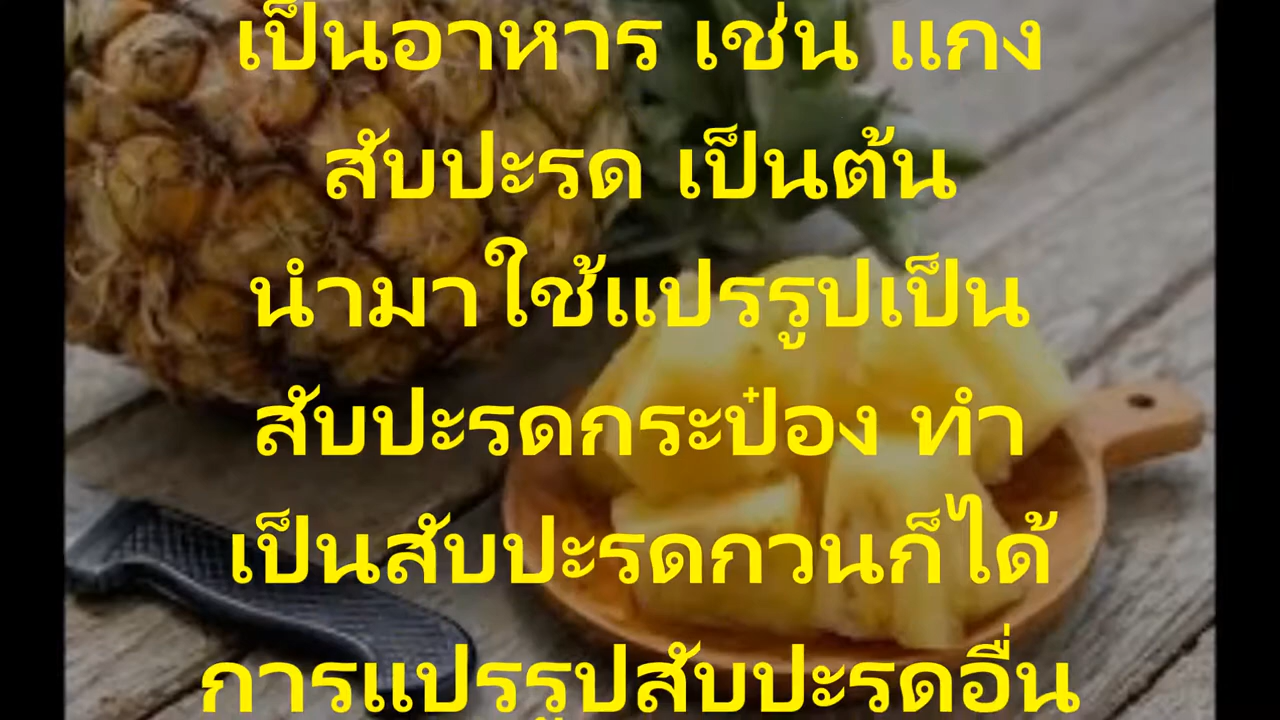 เป็นอาหาร เช่น แกง
สับปะรด เป็นต้น
นำมาใช้แปรรูปเป็น
สับปะรดกระป๋อง ทำ
เป็นสับปะรดกวนก็ได้
การแปรรูปสับปะรดอื่น